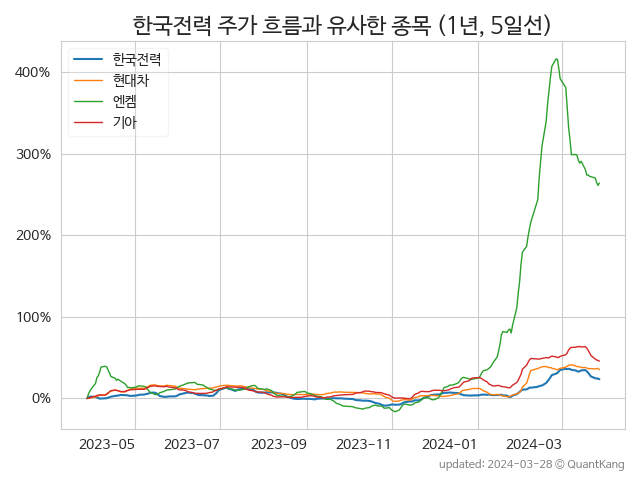 한국전력 주가 흐름과 유사한 종목 (1년, 5일선)
한국전력
현대차
엔켐
기아
400%
300%
200%
100%
0%
2023-05 2023-07 2023-09 2023-11 2024-01 2024-03
updated: 2024-03-28 © QuantKang